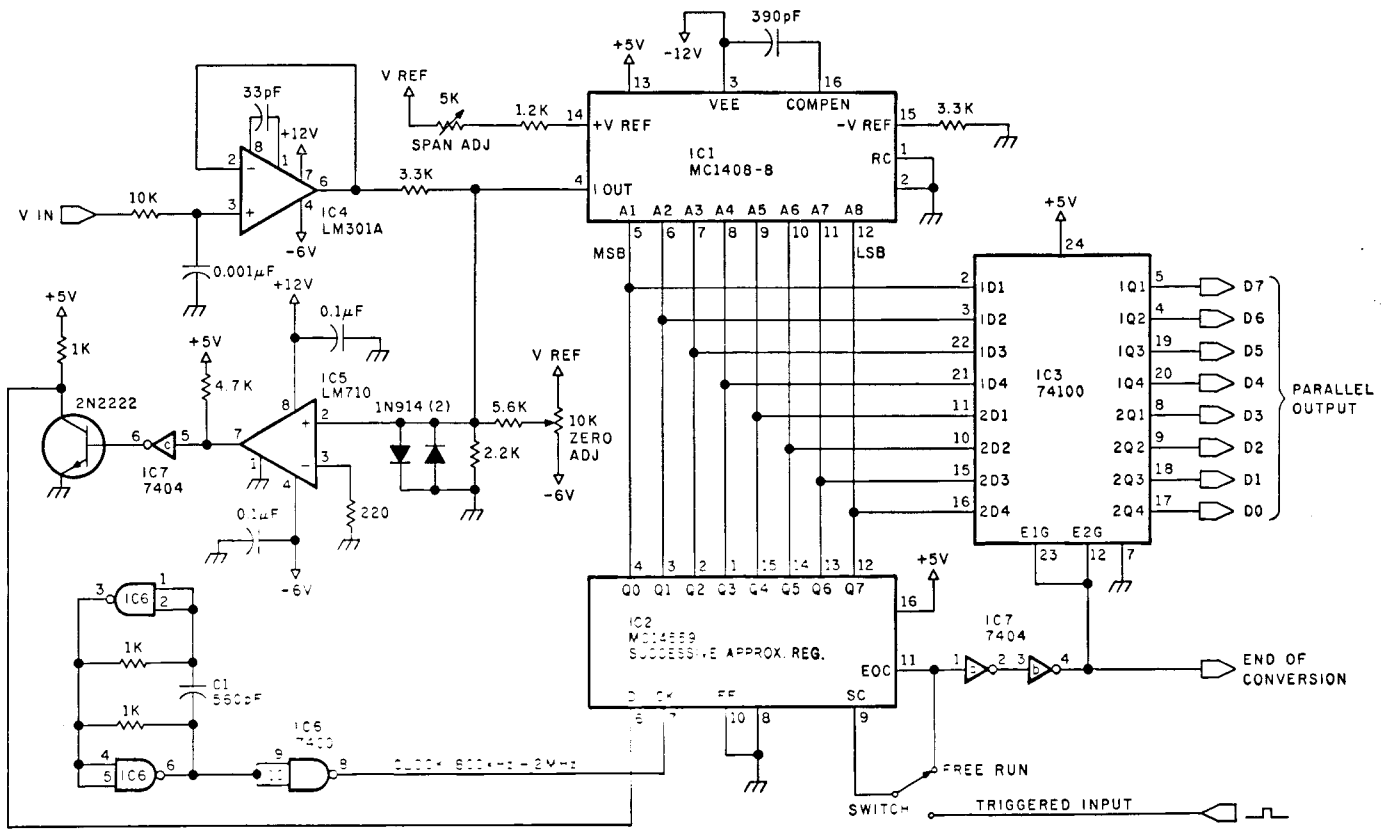 390pF
-12V
+5V
13
3
16
VEE
COMPEN
V REF
5K
SPAN ADJ
1.2K
14
+V REF
-V REF
15
3.3K
IC1
MC1408-8
RC
1
2
33pF
8
+12V
1
7
2
-
6
3
+
4
IC4
LM301A
-6V
V IN
10K
0.001µF
3.3K
4
I OUT
A1 A2 A3 A4 A5 A6 A7 A8
5 6 7 8 9 10 11 12
MSB
LSB
+5V
24
2 1D1
3 1D2
22 1D3
21 1D4
11 2D1
10 2D2
15 2D3
16 2D4
IC3
74100
1Q1 5 D7
1Q2 4 D6
1Q3 19 D5
1Q4 20 D4
2Q1 8 D3
2Q2 9 D2
2Q3 18 D1
2Q4 17 D0
PARALLEL
OUTPUT
E1G
E2G
23
12
7
+5V
1K
2N2222
+5V
4.7K
6
C
5
IC7
7404
+12V
0.1µF
IC5
LM710
8
7
1
4
2
+
3
-
220
0.1µF
-6V
1N914 (2)
5.6K
2.2K
V REF
10K
ZERO
ADJ
-6V
4 3 2 1 15 14 13 12
Q0 Q1 Q2 Q3 Q4 Q5 Q6 Q7
+5V
16
IC2
SUCCESSIVE APPROX. REG.
EOC
11
D
6
7
10
8
SC
9
IC7
7404
1
2
3
b
4
END OF
CONVERSION
FREE RUN
SWITCH
TRIGGERED INPUT
3
IC6
1
2
1K
C1
560pF
1K
4
5
IC6
6
IC6
7400
9
10
8